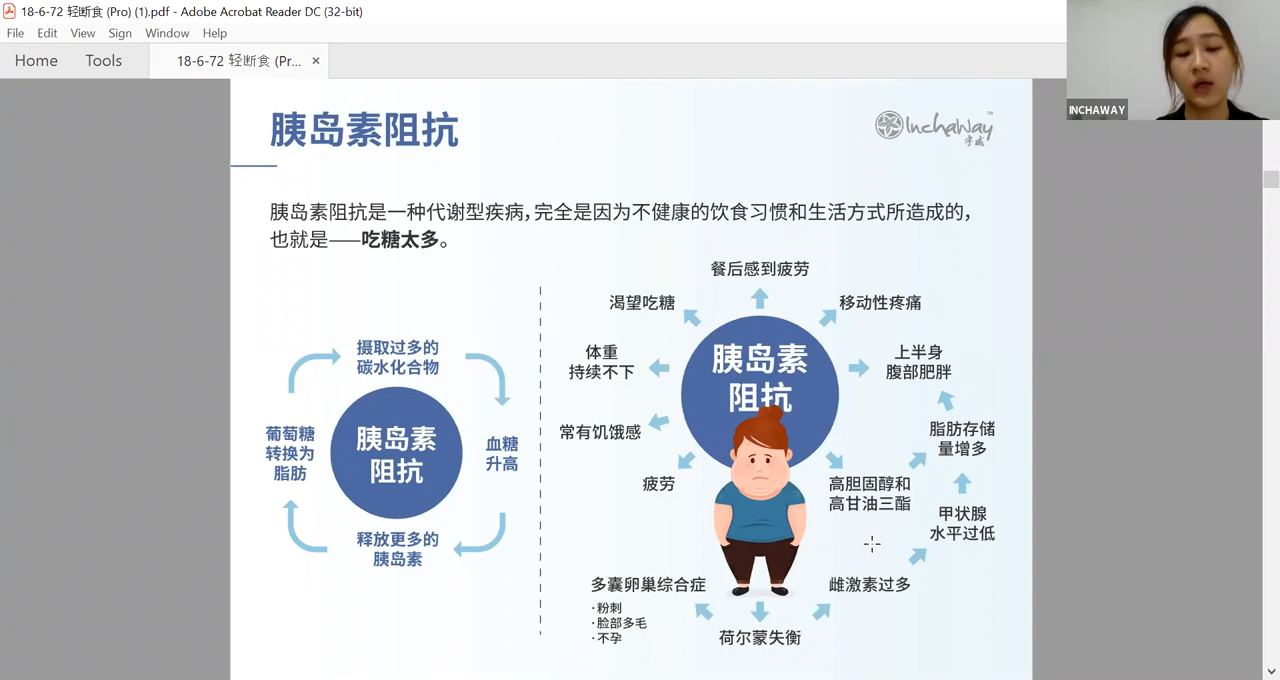 18-6-72 轻断食 (Pro) (1).pdf - Adobe Acrobat Reader DC (32-bit)
File Edit View Sign Window Help
Home Tools 18-6-72 轻断食 (Pr... ×
INCHAWAY
胰岛素阻抗
InchaWay™
宇威
胰岛素阻抗是一种代谢型疾病,完全是因为不健康的饮食习惯和生活方式所造成的,
也就是——吃糖太多。
摄取过多的
碳水化合物
血糖
升高
释放更多的
胰岛素
葡萄糖
转换为
脂肪
胰岛素
阻抗
餐后感到疲劳
渴望吃糖
移动性疼痛
体重
持续不下
上半身
腹部肥胖
胰岛素
阻抗
常有饥饿感
脂肪存储
量增多
疲劳
高胆固醇和
高甘油三酯
甲状腺
水平过低
多囊卵巢综合症
·粉刺
·脸部多毛
·不孕
雌激素过多
荷尔蒙失衡